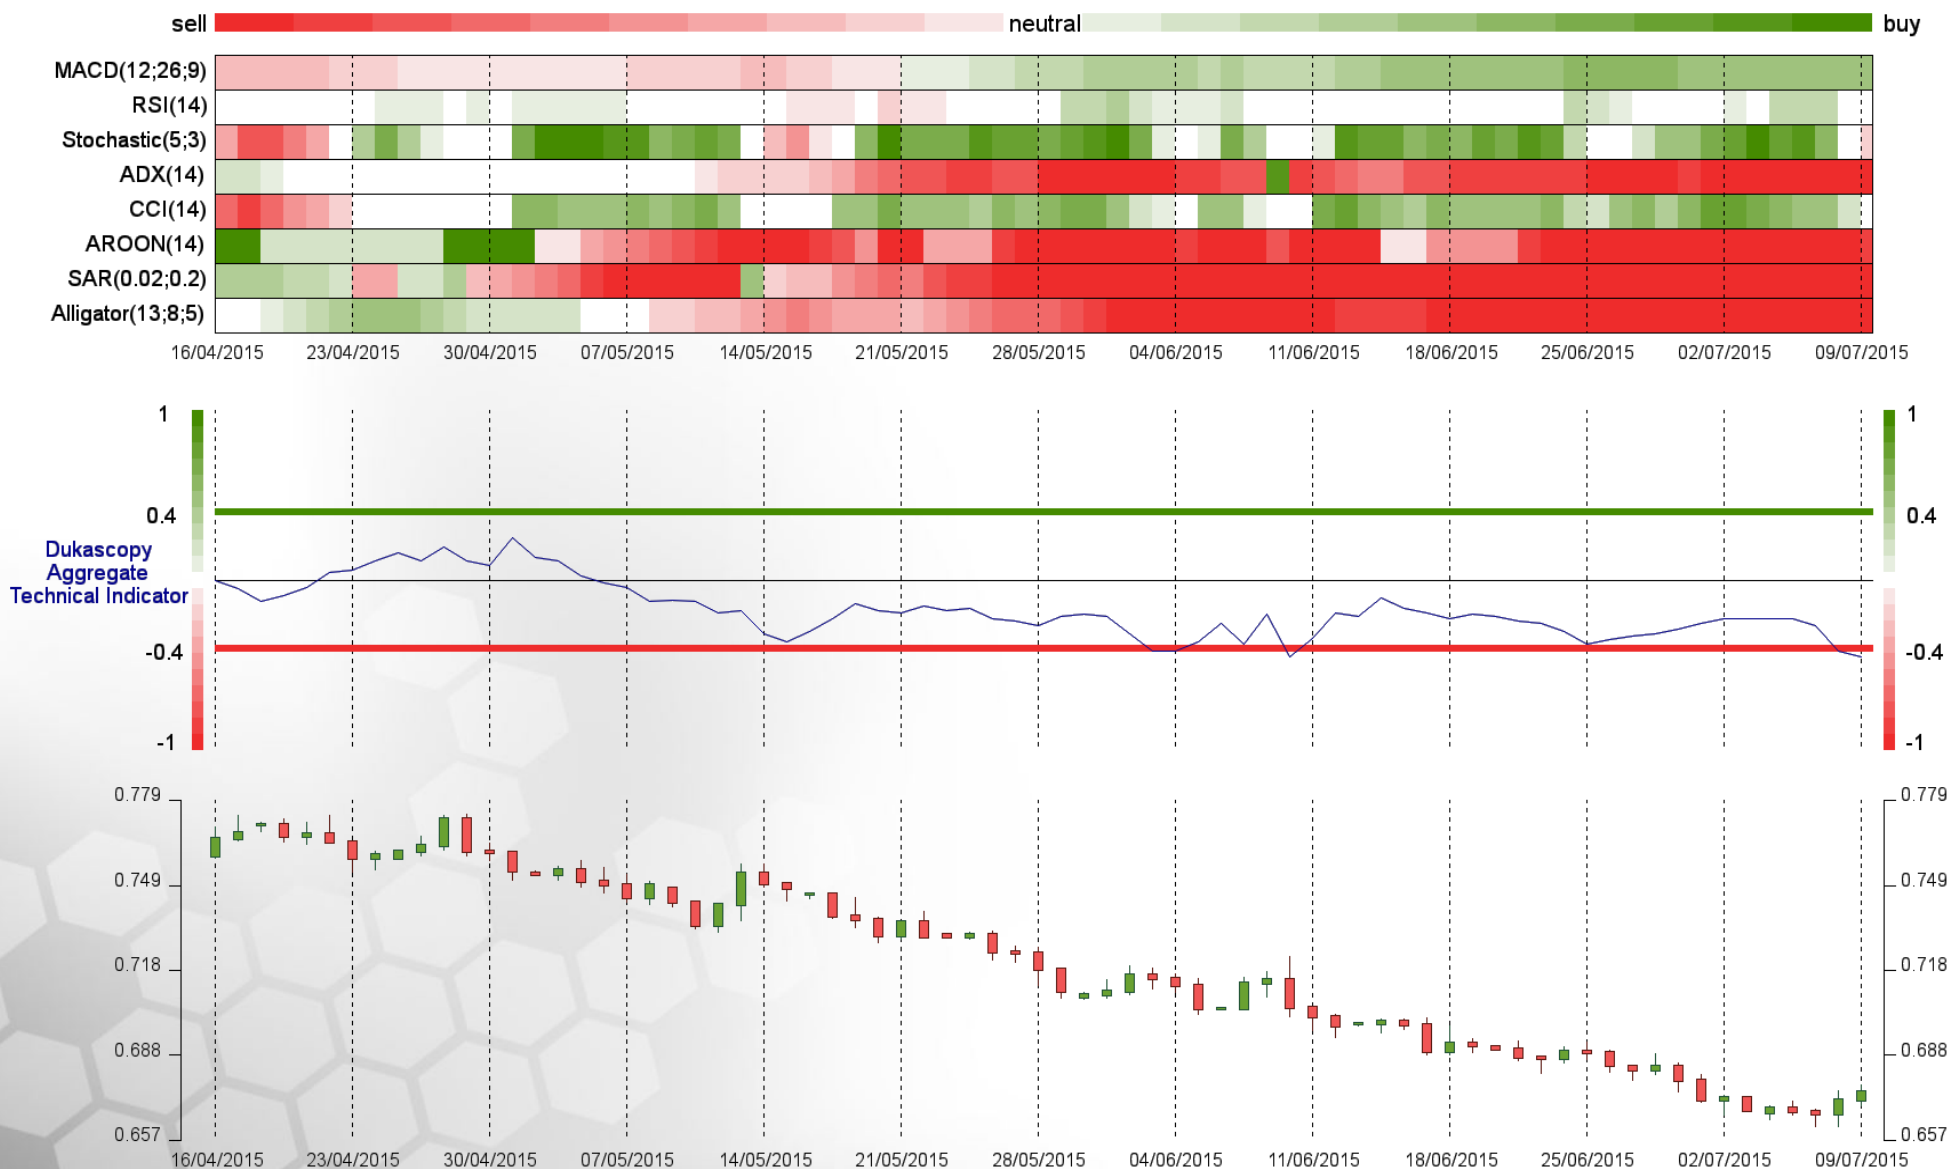 sell neutral buy
MACD(12;26;9)
RSI(14)
Stochastic(5;3)
ADX(14)
CCI(14)
AROON(14)
SAR(0.02;0.2)
Alligator(13;8;5)
16/04/2015 23/04/2015 30/04/2015 07/05/2015 14/05/2015 21/05/2015 28/05/2015 04/06/2015 11/06/2015 18/06/2015 25/06/2015 02/07/2015 09/07/2015
1 1
0.4 0.4
Dukascopy
Aggregate
Technical Indicator
-0.4 -0.4
-1 -1
0.779 0.779
0.749 0.749
0.718 0.718
0.688 0.688
0.657 0.657
16/04/2015 23/04/2015 30/04/2015 07/05/2015 14/05/2015 21/05/2015 28/05/2015 04/06/2015 11/06/2015 18/06/2015 25/06/2015 02/07/2015 09/07/2015